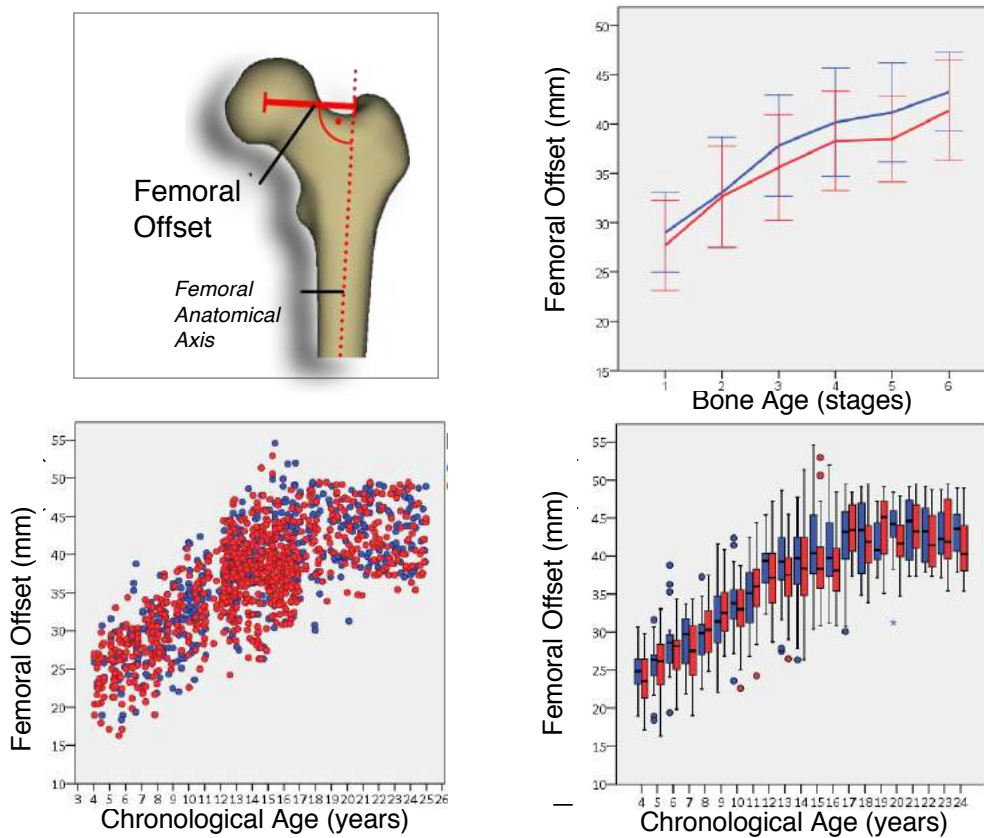 Femoral
Offset
Femoral
Anatomical
Axis
Femoral Offset (mm)
50
45
40
35
30
25
20
15
1 2 3 4 5 6
Bone Age (stages)
Femoral Offset (mm)
55
50
45
40
35
30
25
20
15
10
3 4 5 6 7 8 9 10 11 12 13 14 15 16 17 18 19 20 21 22 23 24 25 26
Chronological Age (years)
Femoral Offset (mm)
55
50
45
40
35
30
25
20
15
10
4 5 6 7 8 9 10 11 12 13 14 15 16 17 18 19 20 21 22 23 24
Chronological Age (years)